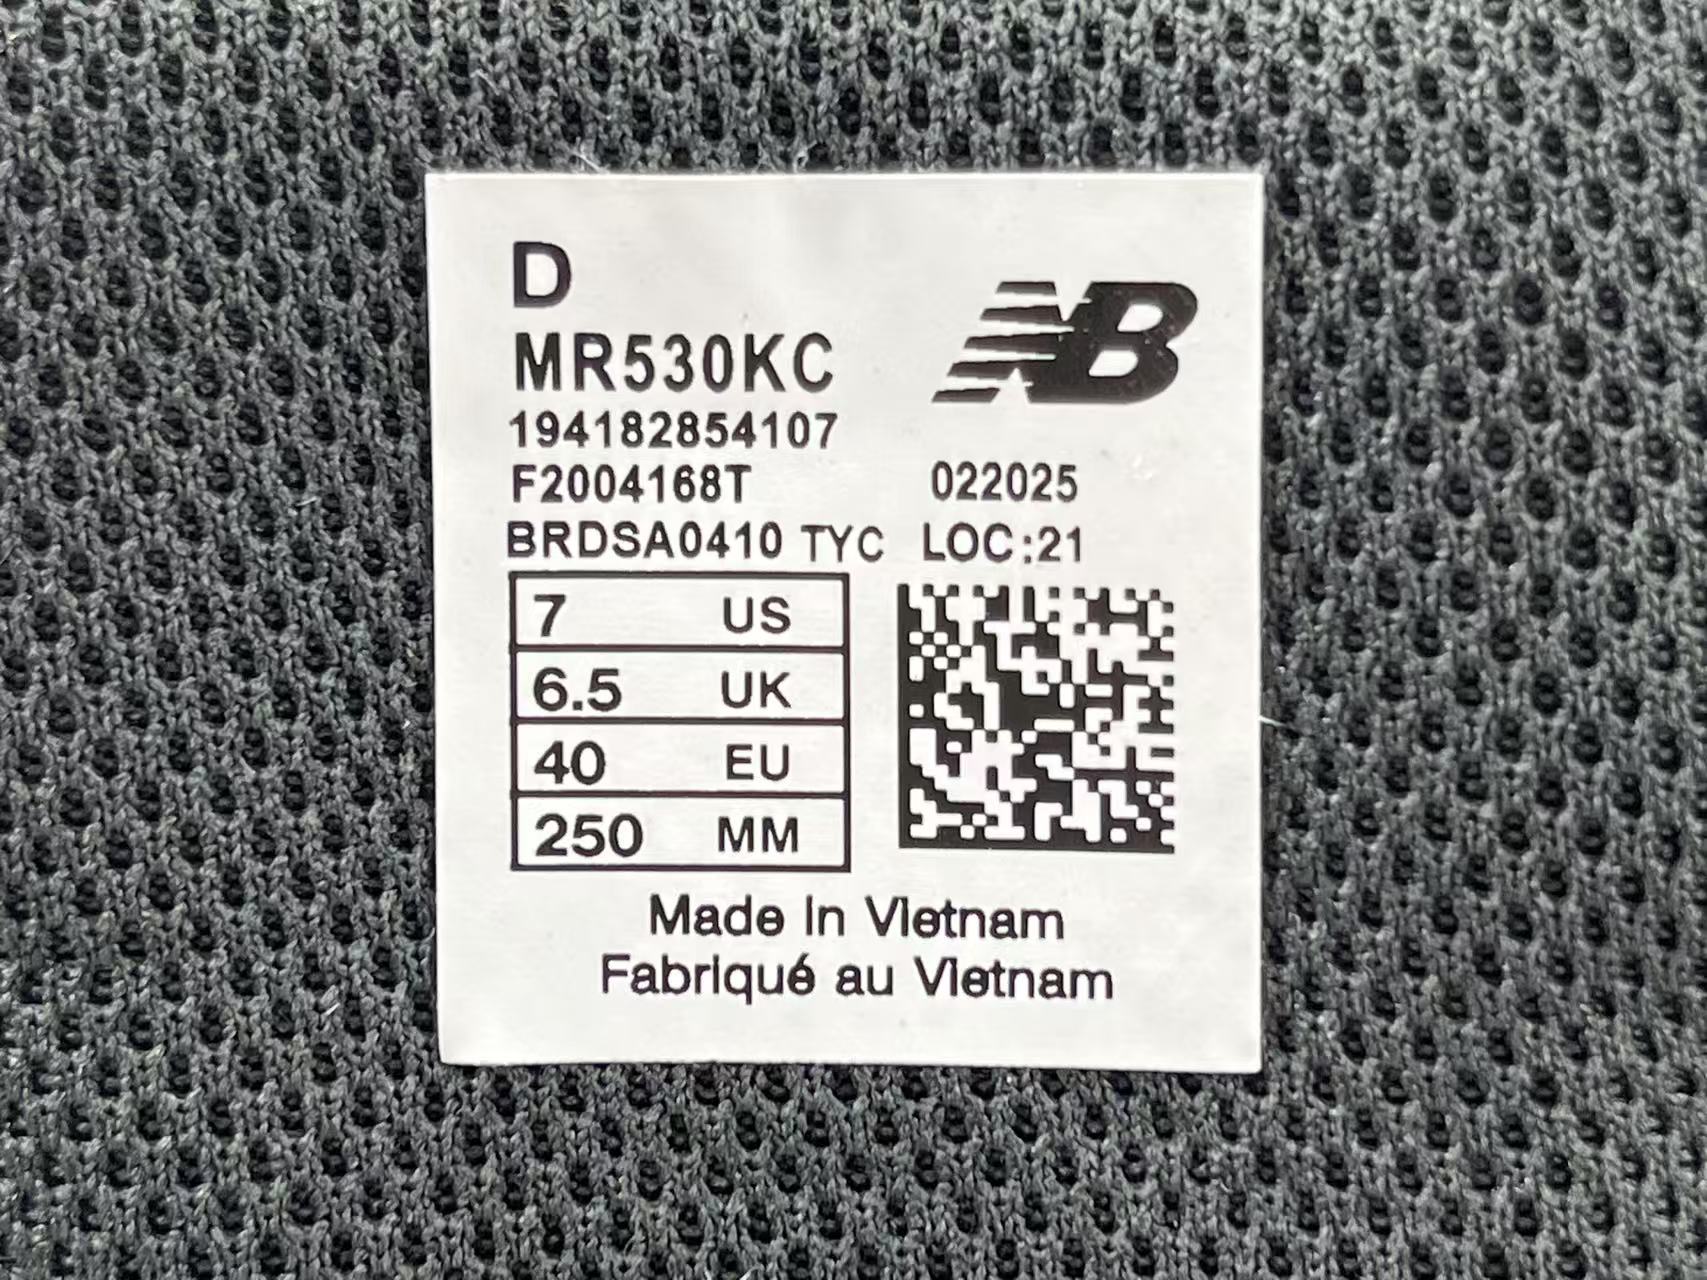 D
NB
MR530KC
194182854107
F2004168T 022025
BRDSA0410 TYC LOC:21
7 US
6.5 UK
40 EU
250 MM
Made In Vietnam
Fabriqué au Vietnam